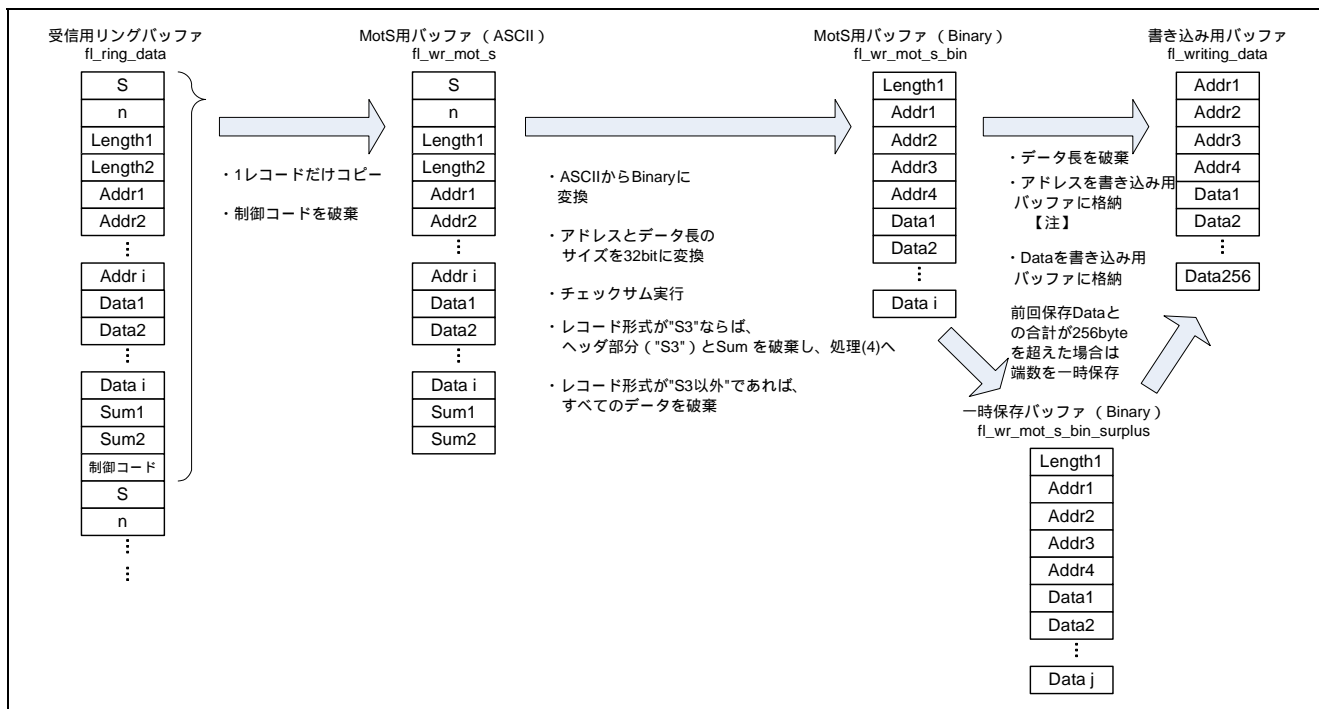 受信用リングバッファ
fl_ring_data
S
n
Length1
Length2
Addr1
Addr2
⋮
Addr i
Data1
Data2
⋮
Data i
Sum1
Sum2
制御コード
S
n
⋮
⋮
・1レコードだけコピー
・制御コードを破棄
MotS用バッファ（ASCII）
fl_wr_mot_s
S
n
Length1
Length2
Addr1
Addr2
⋮
Addr i
Data1
Data2
⋮
Data i
Sum1
Sum2
・ASCIIからBinaryに
変換
・アドレスとデータ長の
サイズを32bitに変換
・チェックサム実行
・レコード形式が"S3"ならば、
ヘッダ部分（"S3"）とSum を破棄し、処理(4)へ
・レコード形式が"S3以外"であれば、
すべてのデータを破棄
MotS用バッファ（Binary）
fl_wr_mot_s_bin
Length1
Addr1
Addr2
Addr3
Addr4
Data1
Data2
⋮
Data i
・データ長を破棄
・アドレスを書き込み用
バッファに格納
【注】
・Dataを書き込み用
バッファに格納
前回保存Dataと
の合計が256byte
を超えた場合は
端数を一時保存
書き込み用バッファ
fl_writing_data
Addr1
Addr2
Addr3
Addr4
Data1
Data2
⋮
Data256
一時保存バッファ（Binary）
fl_wr_mot_s_bin_surplus
Length1
Addr1
Addr2
Addr3
Addr4
Data1
Data2
⋮
Data j